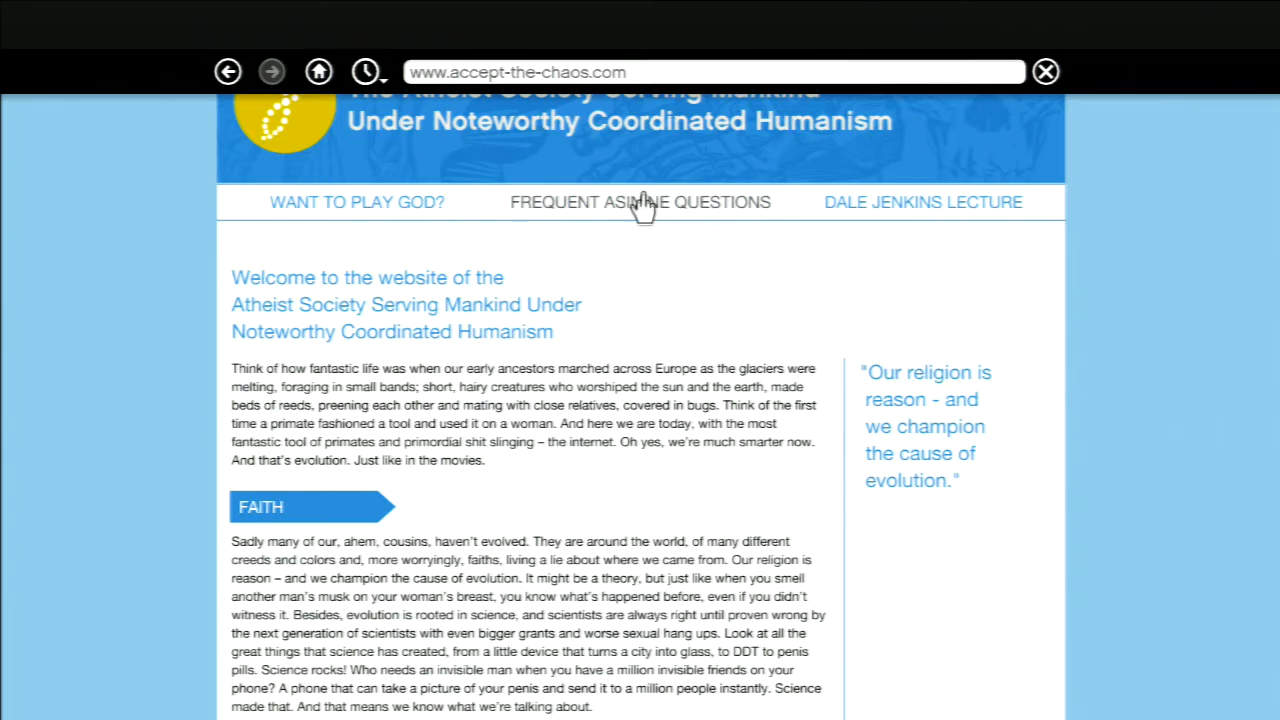 www.accept-the-chaos.com
The Atheist Society Serving Mankind
Under Noteworthy Coordinated Humanism
WANT TO PLAY GOD?
FREQUENT ASININE QUESTIONS
DALE JENKINS LECTURE
Welcome to the website of the
Atheist Society Serving Mankind Under
Noteworthy Coordinated Humanism
Think of how fantastic life was when our early ancestors marched across Europe as the glaciers were
melting, foraging in small bands; short, hairy creatures who worshiped the sun and the earth, made
beds of reeds, preening each other and mating with close relatives, covered in bugs. Think of the first
time a primate fashioned a tool and used it on a woman. And here we are today, with the most
fantastic tool of primates and primordial shit slinging – the internet. Oh yes, we're much smarter now.
And that's evolution. Just like in the movies.
"Our religion is
reason - and
we champion
the cause of
evolution."
FAITH
Sadly many of our, ahem, cousins, haven't evolved. They are around the world, of many different
creeds and colors and, more worryingly, faiths, living a lie about where we came from. Our religion is
reason – and we champion the cause of evolution. It might be a theory, but just like when you smell
another man's musk on your woman's breast, you know what's happened before, even if you didn't
witness it. Besides, evolution is rooted in science, and scientists are always right until proven wrong by
the next generation of scientists with even bigger grants and worse sexual hang ups. Look at all the
great things that science has created, from a little device that turns a city into glass, to DDT to penis
pills. Science rocks! Who needs an invisible man when you have a million invisible friends on your
phone? A phone that can take a picture of your penis and send it to a million people instantly. Science
made that. And that means we know what we're talking about.